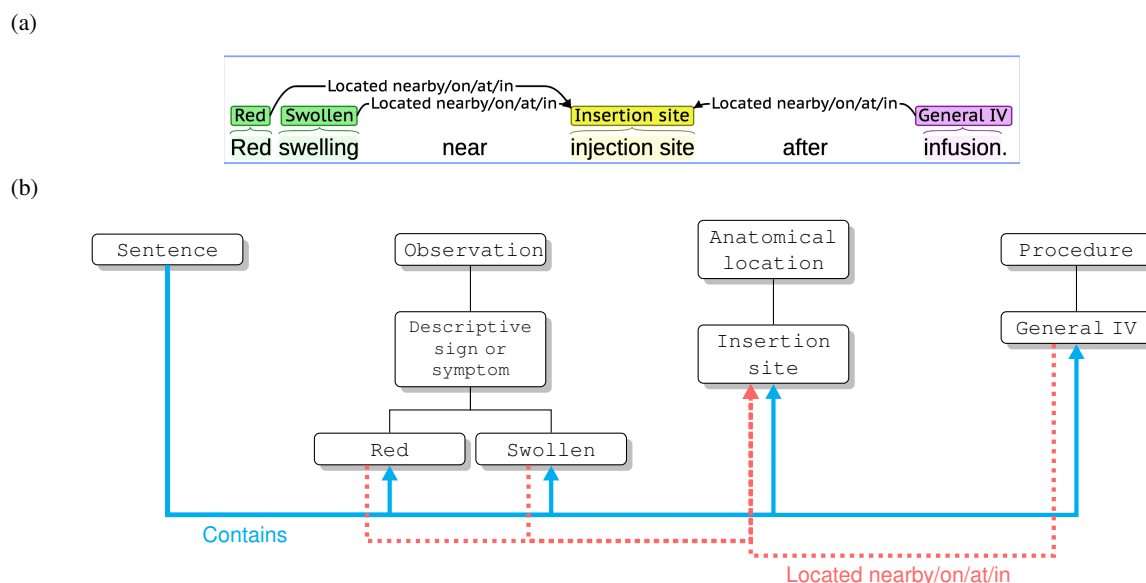 (a)
Located nearby/on/at/in
Located nearby/on/at/in Located nearby/on/at/in
Red Swollen Insertion site General IV
Red swelling near injection site after infusion.
(b)
Sentence Observation Anatomical location Procedure
Descriptive sign or symptom Insertion site General IV
Red Swollen
Contains
Located nearby/on/at/in